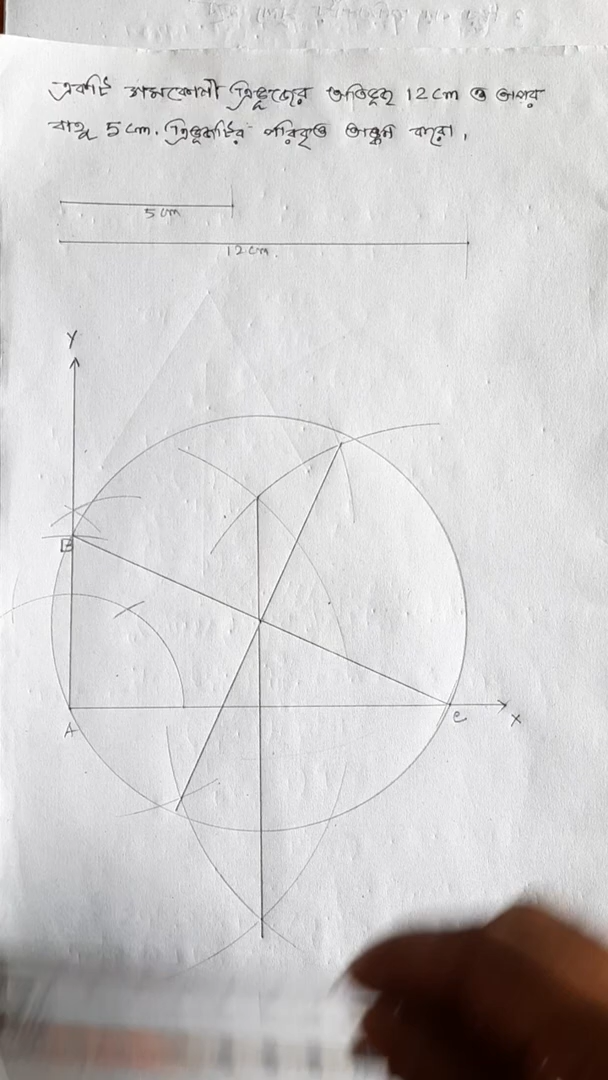 একটি সমকোণী ত্রিভূজের অতিভূজ 12 cm ও অপর
বাহু 5 cm. ত্রিভূজটির পরিবৃত্ত অঙ্কন করো।
5 cm
12 cm.
Y
B
A
C
X